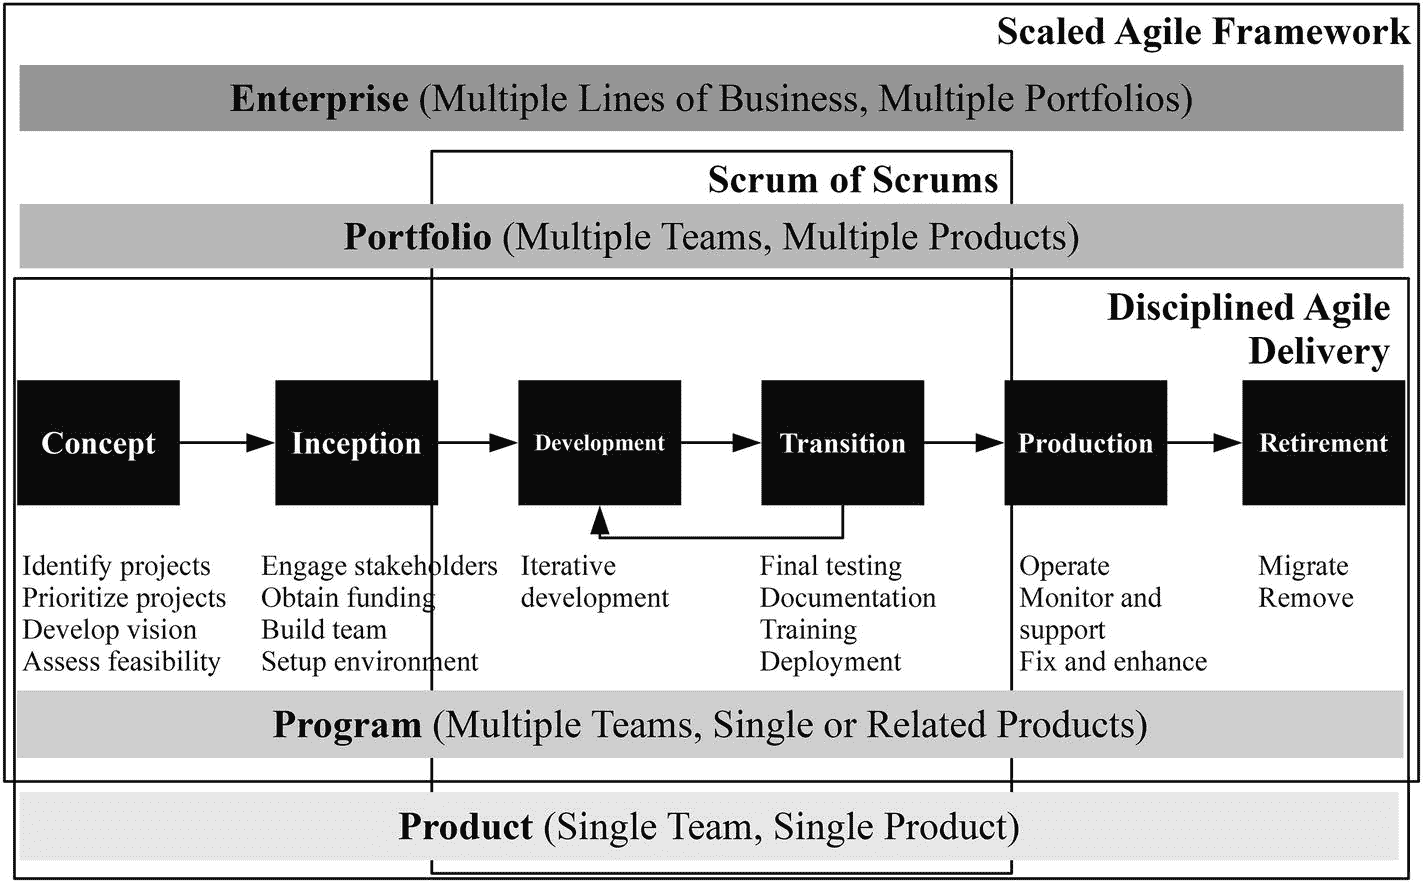 Scaled Agile Framework
Enterprise (Multiple Lines of Business, Multiple Portfolios)
Scrum of Scrums
Portfolio (Multiple Teams, Multiple Products)
Disciplined Agile
Delivery
Concept
Inception
Development
Transition
Production
Retirement
Identify projects
Prioritize projects
Develop vision
Assess feasibility
Engage stakeholders
Obtain funding
Build team
Setup environment
Iterative
development
Final testing
Documentation
Training
Deployment
Operate
Monitor and
support
Fix and enhance
Migrate
Remove
Program (Multiple Teams, Single or Related Products)
Product (Single Team, Single Product)